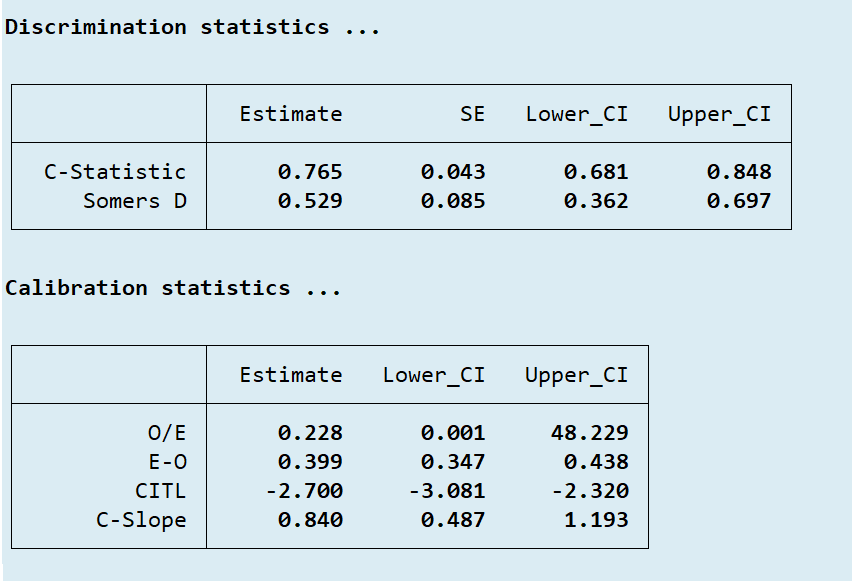 Discrimination statistics ...
Estimate SE Lower_CI Upper_CI
C-Statistic 0.765 0.043 0.681 0.848
Somers D 0.529 0.085 0.362 0.697
Calibration statistics ...
Estimate Lower_CI Upper_CI
O/E 0.228 0.001 48.229
E-O 0.399 0.347 0.438
CITL -2.700 -3.081 -2.320
C-Slope 0.840 0.487 1.193